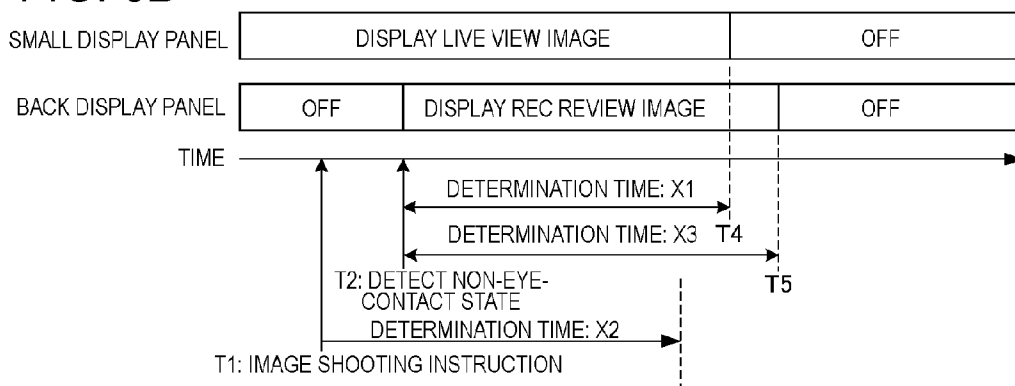 SMALL DISPLAY PANEL
DISPLAY LIVE VIEW IMAGE
OFF
BACK DISPLAY PANEL
OFF
DISPLAY REC REVIEW IMAGE
OFF
TIME
DETERMINATION TIME: X1
T4
DETERMINATION TIME: X3
T5
T2: DETECT NON-EYE-
CONTACT STATE
DETERMINATION TIME: X2
T1: IMAGE SHOOTING INSTRUCTION